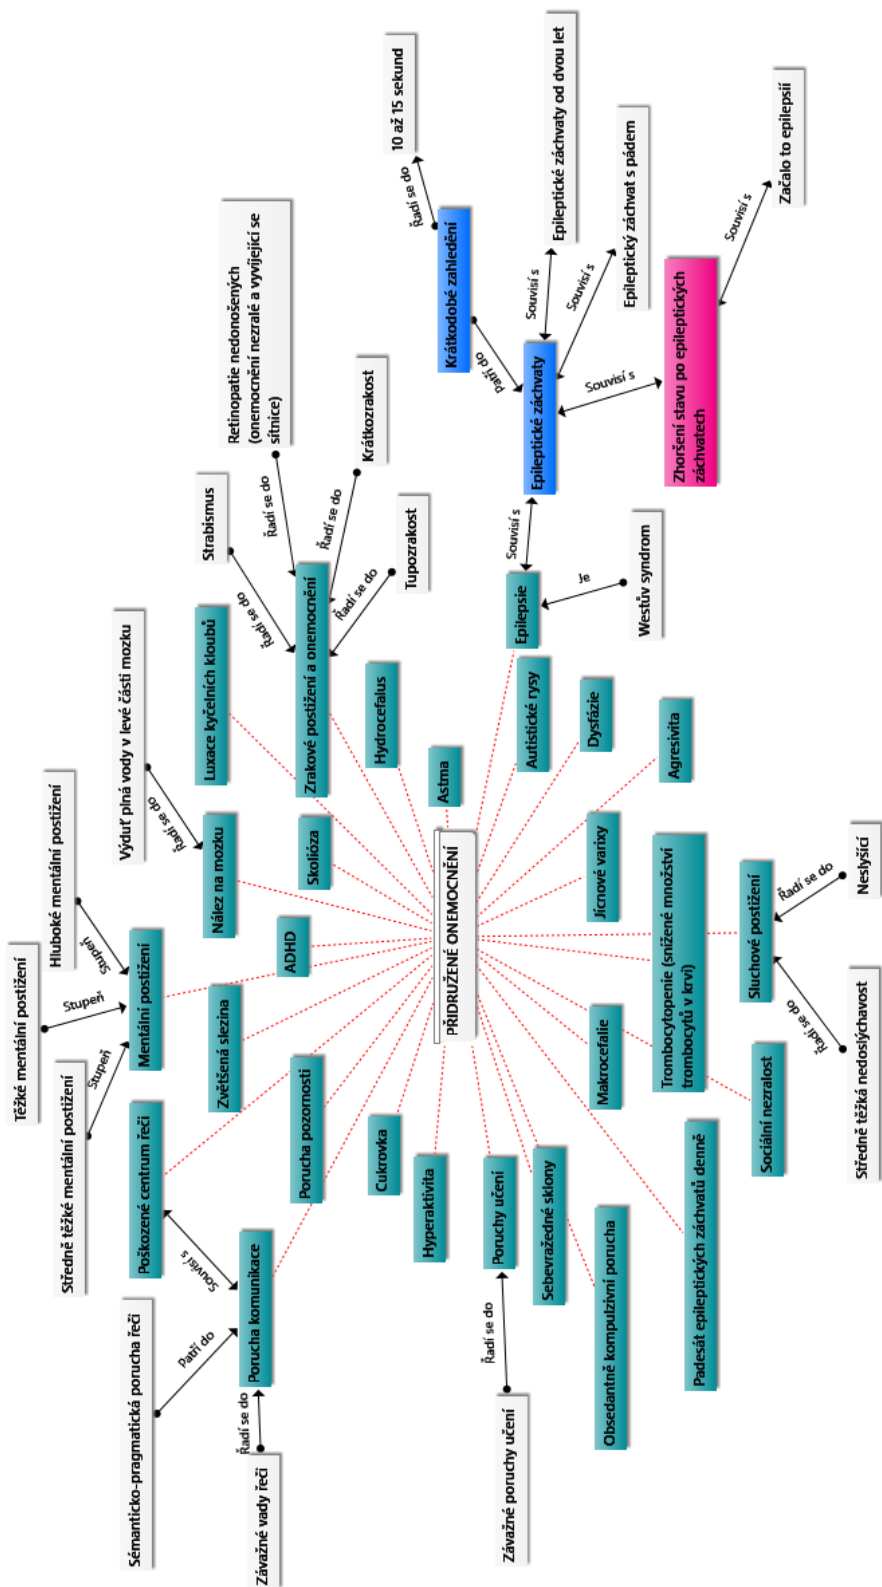 Těžké mentální postižení
Hluboké mentální postižení
Středně těžké mentální postižení
Stupeň
Stupeň
Stupeň
Mentální postižení
Výduť plná vody v levé části mozku
Řadí se do
Nález na mozku
Sémanticko-pragmatická porucha řeči
Patří do
Poškozené centrum řeči
Souvisí s
Porucha komunikace
Řadí se do
Závažné vady řeči
Zvětšená slezina
ADHD
Porucha pozornosti
Skolióza
Luxace kyčelních kloubů
Strabismus
Řadí se do
Retinopatie nedonošených
(onemocnění nezralé a vyvíjející se
sítnice)
Řadí se do
Zrakové postižení a onemocnění
Řadí se do
Krátkozrakost
Řadí se do
Tupozrakost
Hydrocefalus
Cukrovka
Hyperaktivita
Astma
PŘIDRUŽENÉ ONEMOCNĚNÍ
10 až 15 sekund
Řadí se do
Krátkodobé zahledění
Patří do
Epileptické záchvaty
Souvisí s
Epileptické záchvaty od dvou let
Souvisí s
Epileptický záchvat s pádem
Souvisí s
Zhoršení stavu po epileptických
záchvatech
Souvisí s
Začalo to epilepsií
Souvisí s
Epilepsie
Je
Westův syndrom
Autistické rysy
Dysfázie
Agresivita
Jícnové varixy
Poruchy učení
Řadí se do
Závažné poruchy učení
Sebevražedné sklony
Obsedantně kompulzivní porucha
Makrocefalie
Trombocytopenie (snížené množství
trombocytů v krvi)
Padesát epileptických záchvatů denně
Sociální nezralost
Sluchové postižení
Řadí se do
Řadí se do
Středně těžká nedoslýchavost
Neslyšící